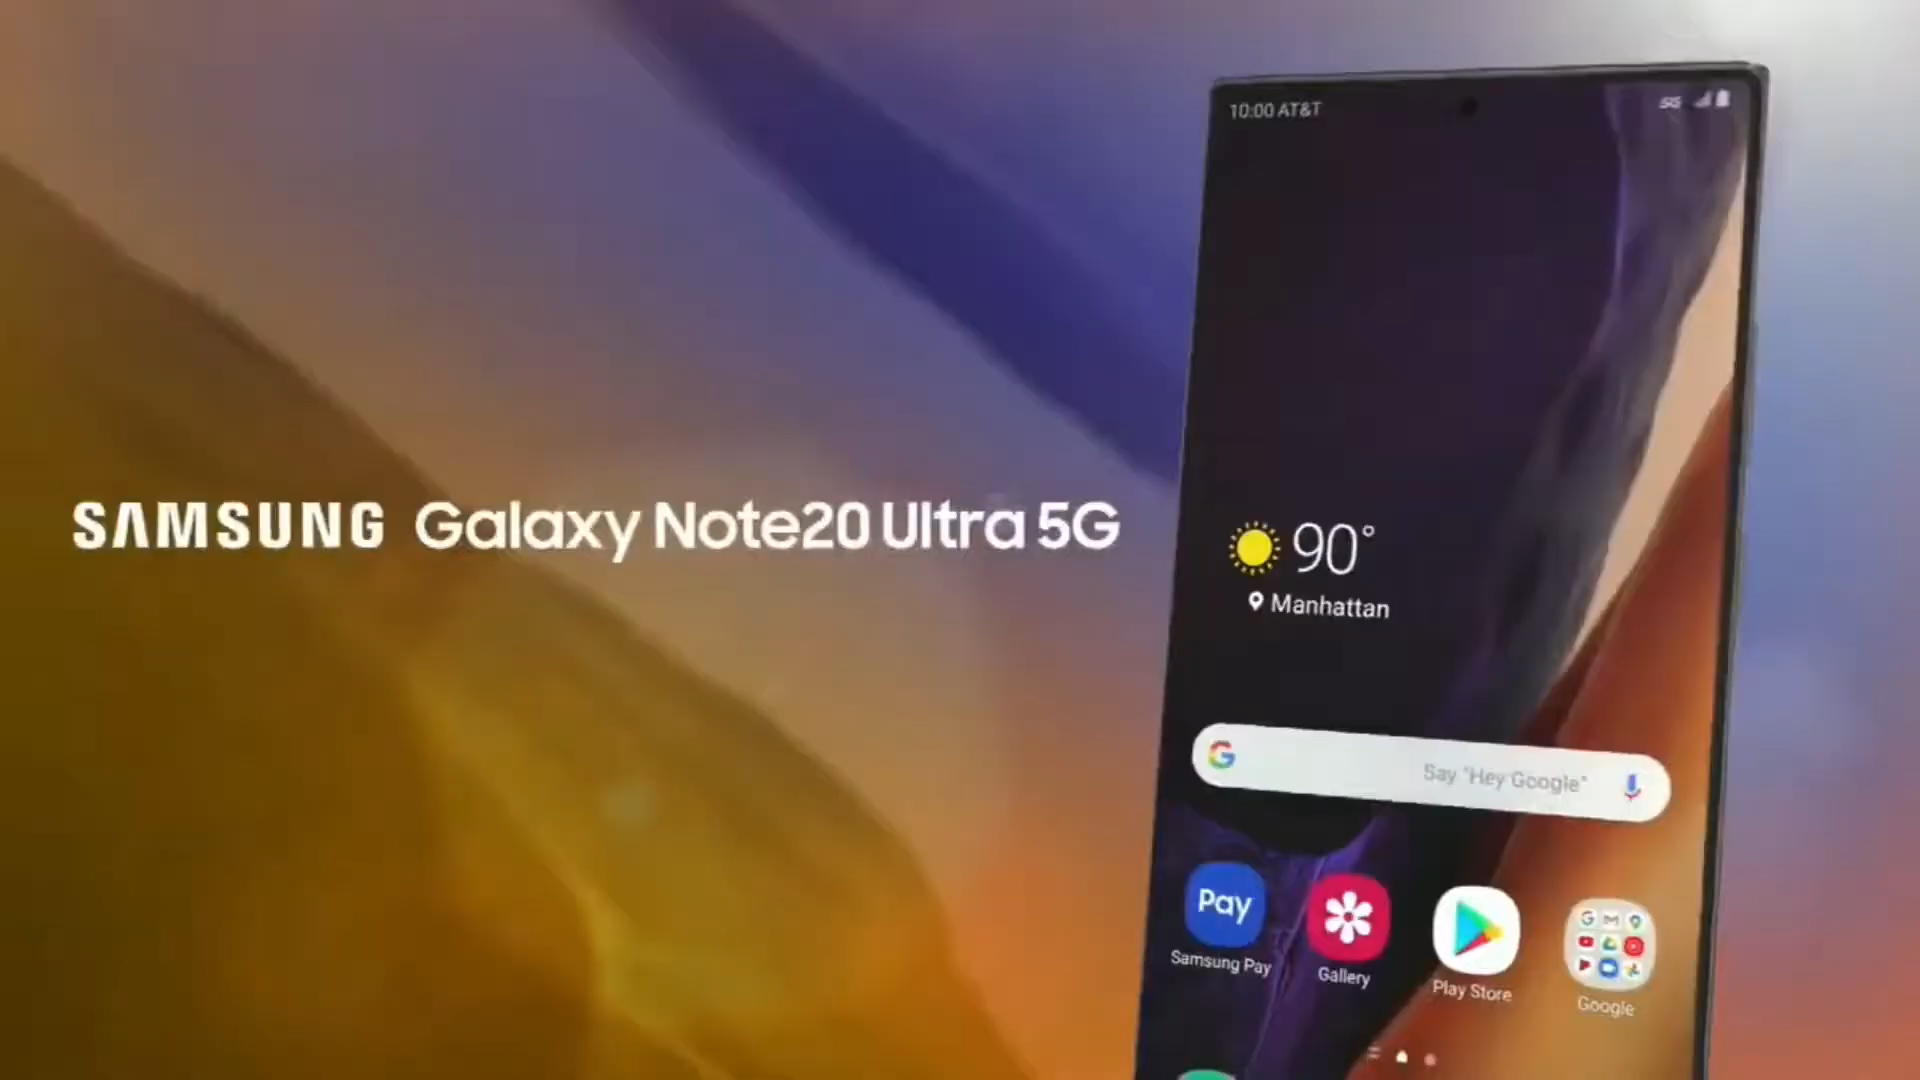 10:00 AT&T
5G
SAMSUNG Galaxy Note20 Ultra 5G
90°
Manhattan
G Say "Hey Google"
Pay
Samsung Pay
Gallery
Play Store
Google